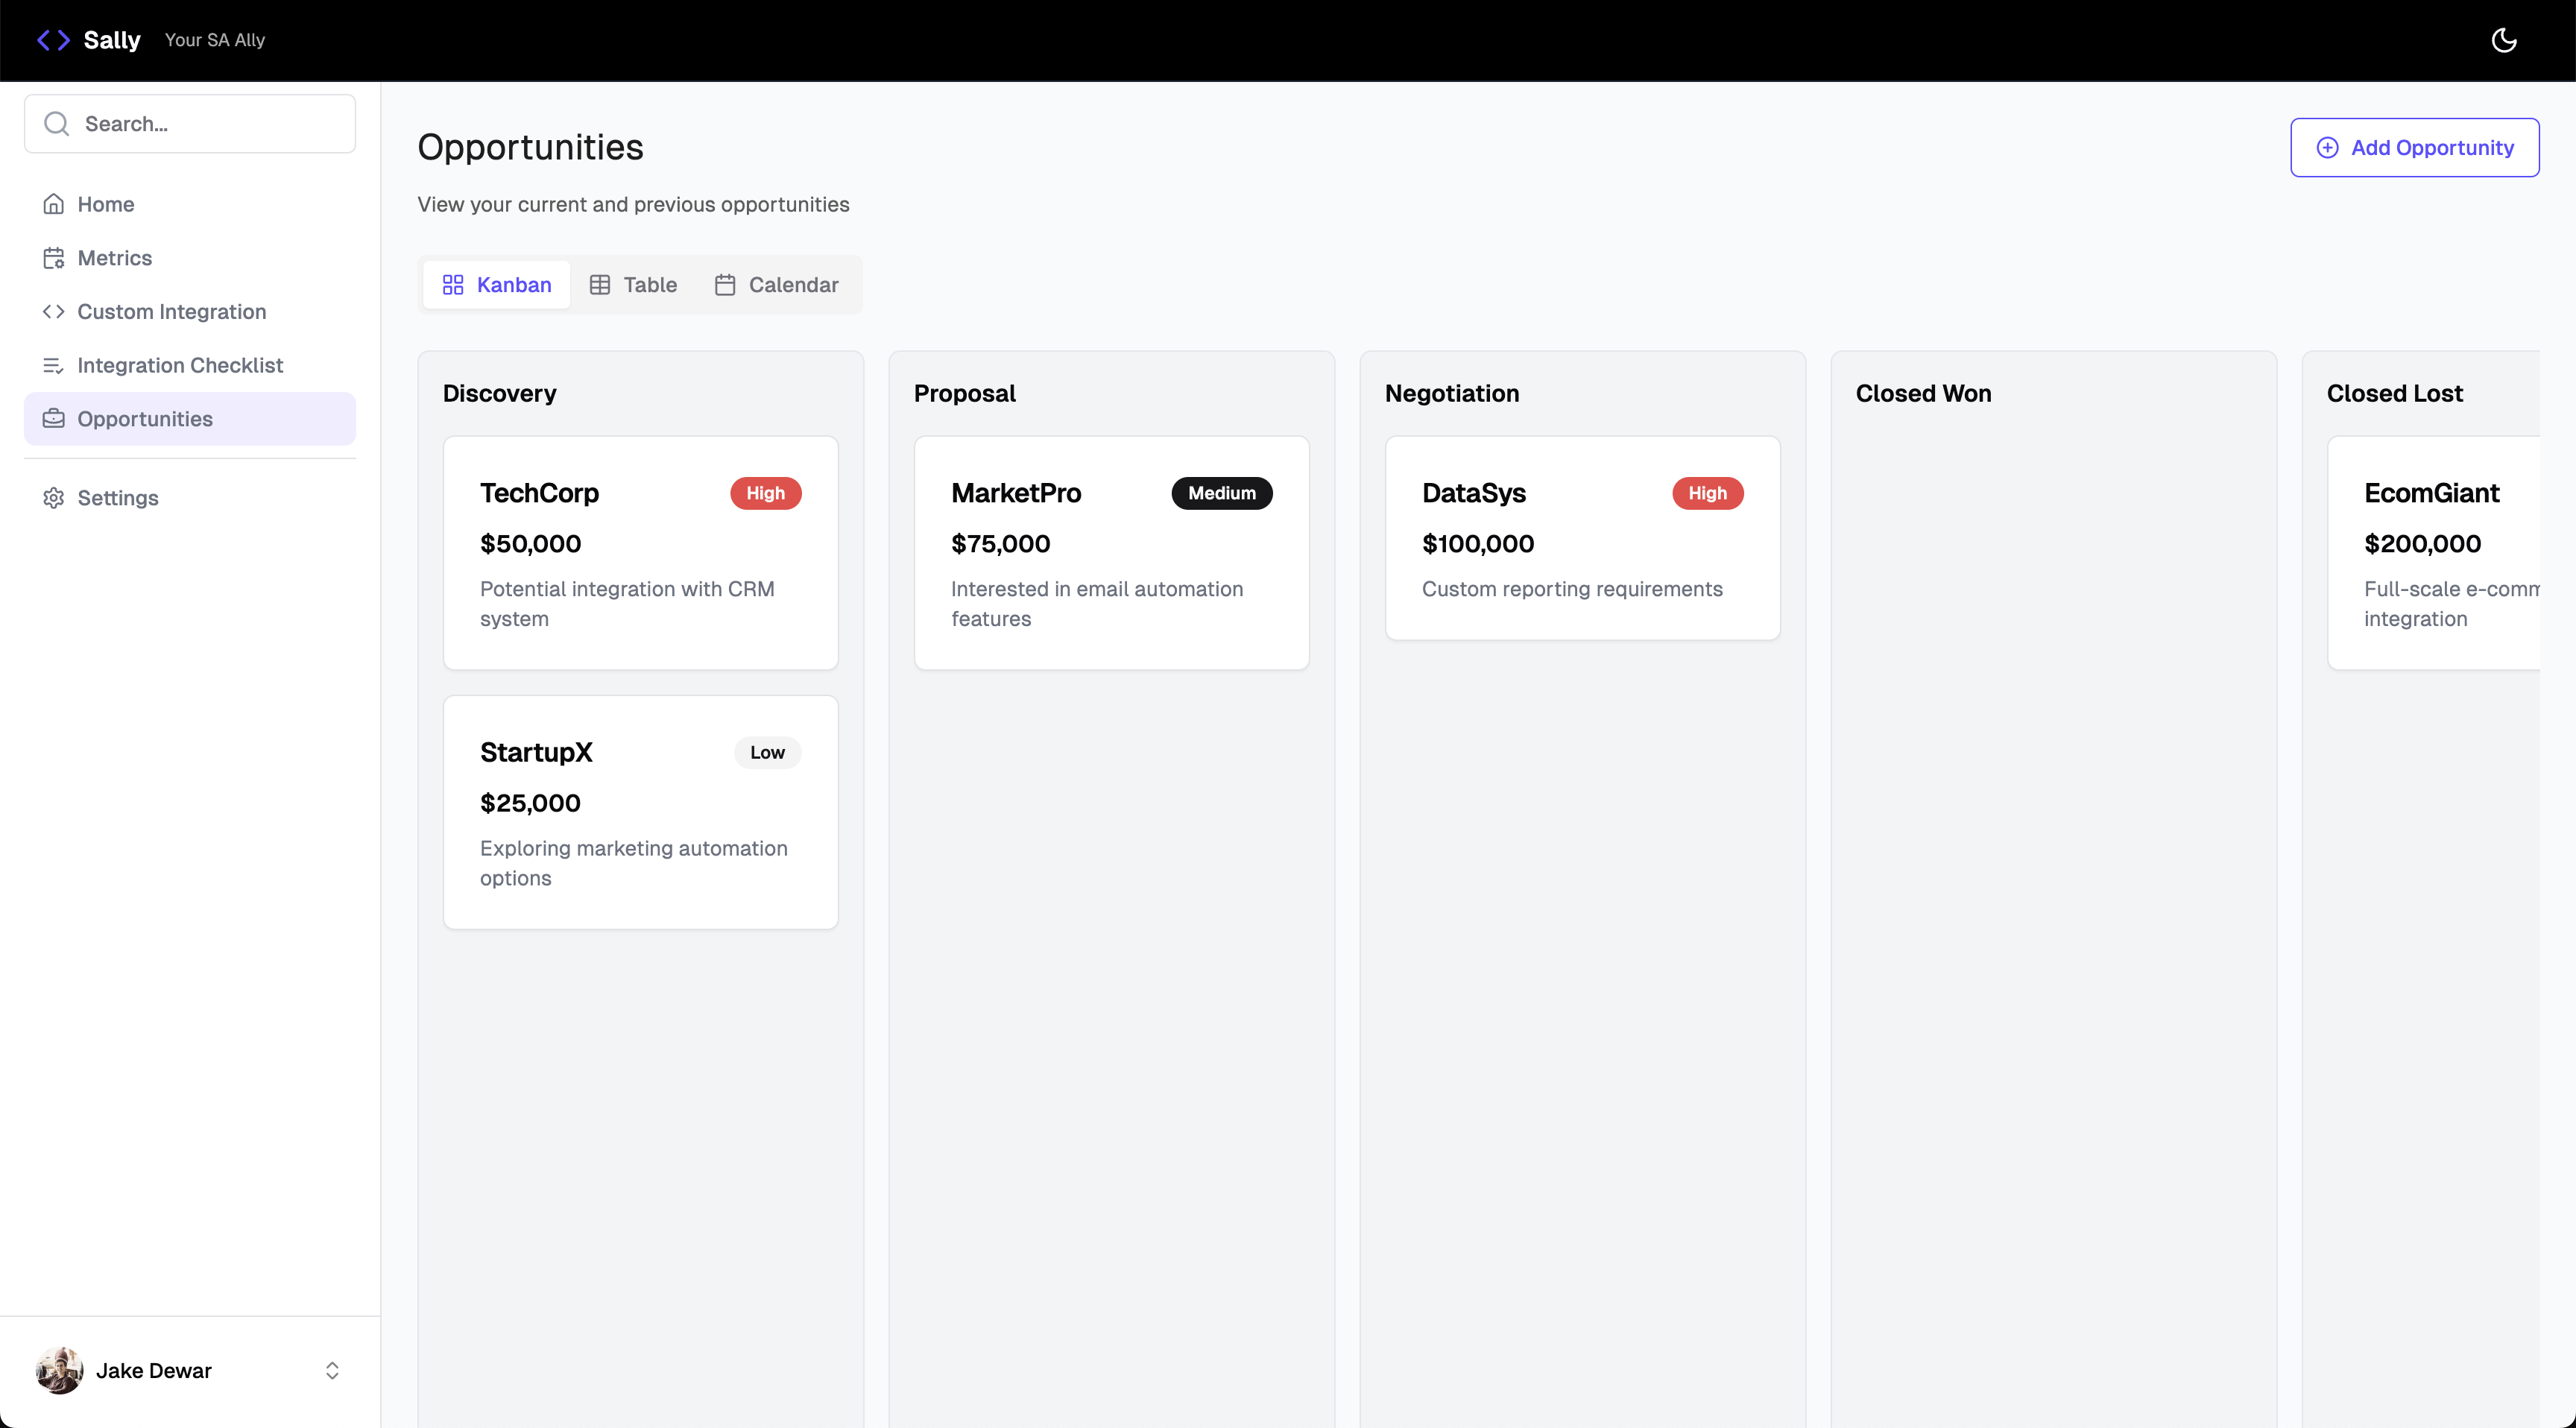 Sally
Your SA Ally
Search...
Home
Metrics
Custom Integration
Integration Checklist
Opportunities
Settings
Jake Dewar
Opportunities
Add Opportunity
View your current and previous opportunities
Kanban
Table
Calendar
Discovery
TechCorp
High
$50,000
Potential integration with CRM
system
StartupX
Low
$25,000
Exploring marketing automation
options
Proposal
MarketPro
Medium
$75,000
Interested in email automation
features
Negotiation
DataSys
High
$100,000
Custom reporting requirements
Closed Won
Closed Lost
EcomGiant
$200,000
Full-scale e-comm
integration